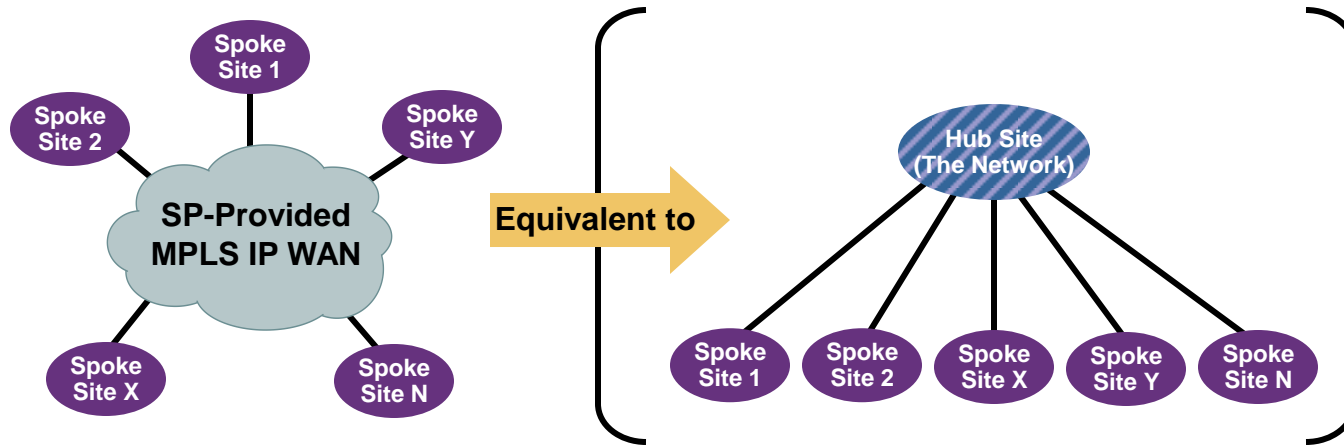 Spoke
Site 1
Spoke
Site 2
Spoke
Site Y
SP-Provided
MPLS IP WAN
Spoke
Site X
Spoke
Site N
Equivalent to
Hub Site
(The Network)
Spoke
Site 1
Spoke
Site 2
Spoke
Site X
Spoke
Site Y
Spoke
Site N